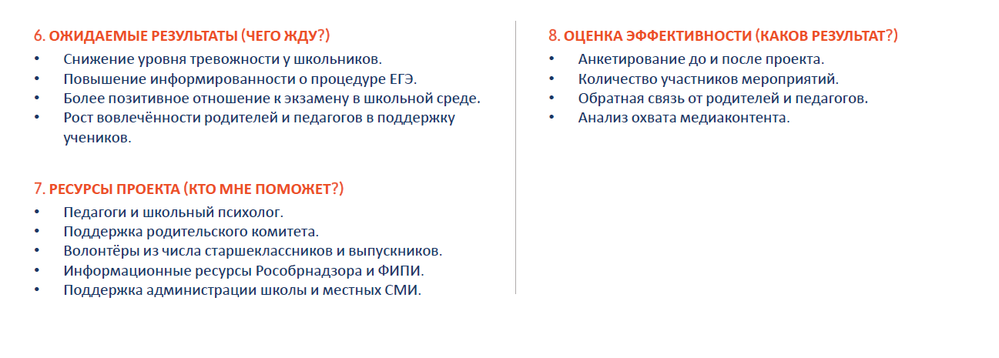 6. ОЖИДАЕМЫЕ РЕЗУЛЬТАТЫ (ЧЕГО ЖДУ?)
• Снижение уровня тревожности у школьников.
• Повышение информированности о процедуре ЕГЭ.
• Более позитивное отношение к экзамену в школьной среде.
• Рост вовлечённости родителей и педагогов в поддержку
учеников.
7. РЕСУРСЫ ПРОЕКТА (КТО МНЕ ПОМОЖЕТ?)
• Педагоги и школьный психолог.
• Поддержка родительского комитета.
• Волонтёры из числа старшеклассников и выпускников.
• Информационные ресурсы Рособрнадзора и ФИПИ.
• Поддержка администрации школы и местных СМИ.
8. ОЦЕНКА ЭФФЕКТИВНОСТИ (КАКОВ РЕЗУЛЬТАТ?)
• Анкетирование до и после проекта.
• Количество участников мероприятий.
• Обратная связь от родителей и педагогов.
• Анализ охвата медиаконтента.